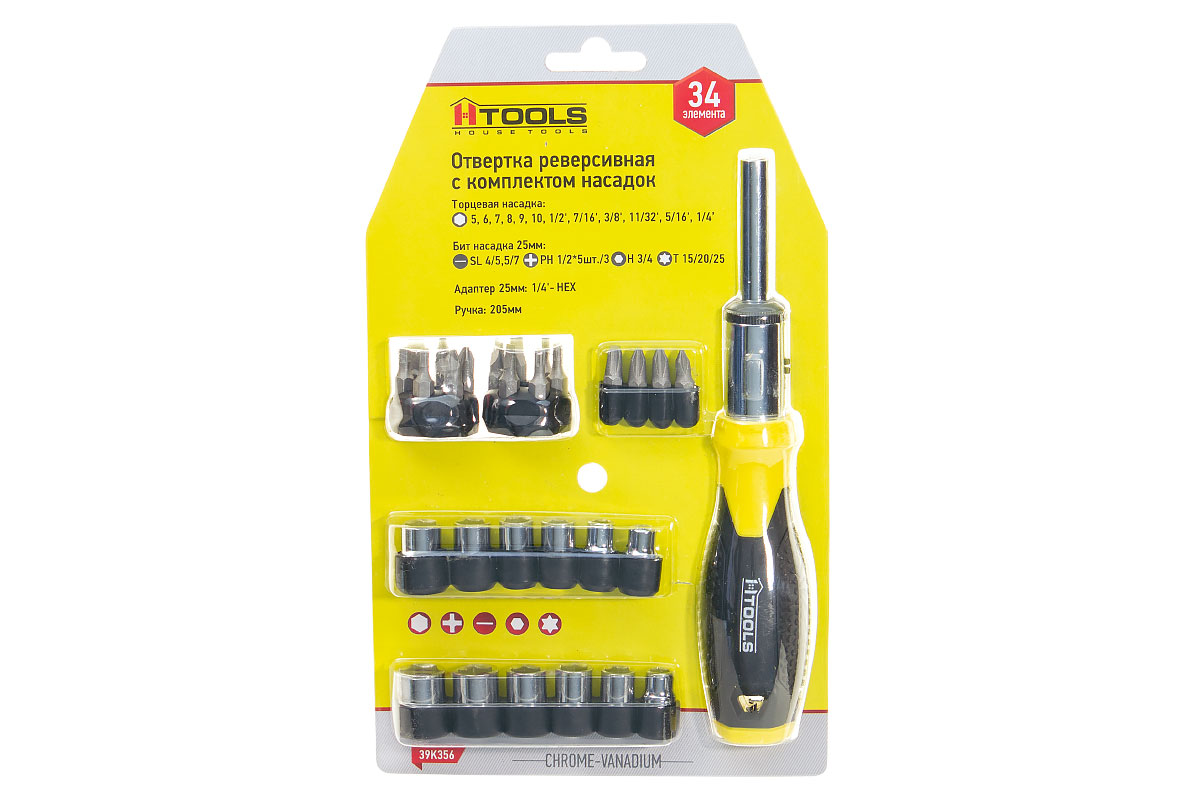 34
элемента
HTOOLS
HOUSE TOOLS
Отвертка реверсивная
с комплектом насадок
Торцевая насадка:
5, 6, 7, 8, 9, 10, 1/2', 7/16', 3/8', 11/32', 5/16', 1/4'
Бит насадка 25мм:
SL 4/5,5/7 PH 1/2*5шт./3 H 3/4 T 15/20/25
Адаптер 25мм: 1/4'- HEX
Ручка: 205мм
HTOOLS
39K356
CHROME-VANADIUM